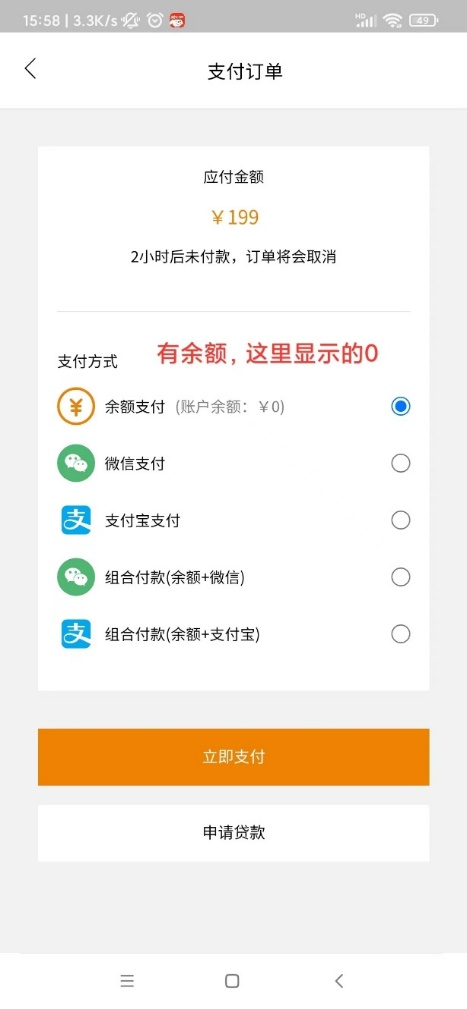 15:58 | 3.3K/s
HD
49
支付订单
应付金额
￥199
2小时后未付款，订单将会取消
支付方式
有余额，这里显示的0
余额支付 (账户余额：￥0)
微信支付
支付宝支付
组合付款(余额+微信)
组合付款(余额+支付宝)
立即支付
申请贷款